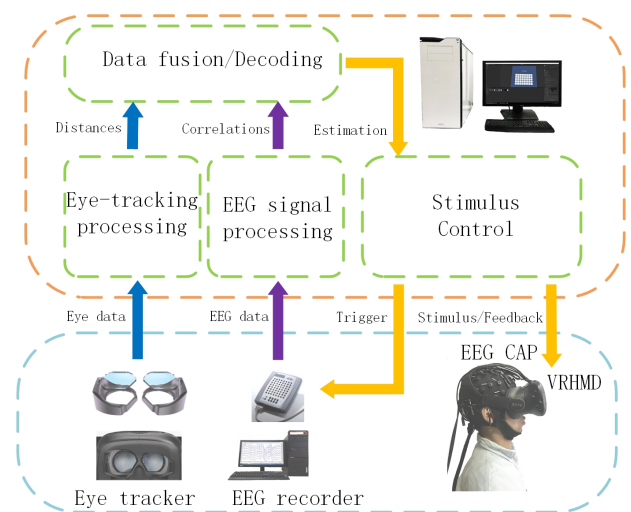 Data fusion/Decoding
Distances
Correlations
Estimation
Eye-tracking
processing
EEG signal
processing
Stimulus
Control
Eye data
EEG data
Trigger
Stimulus/Feedback
EEG CAP
VRHMD
Eye tracker
EEG recorder